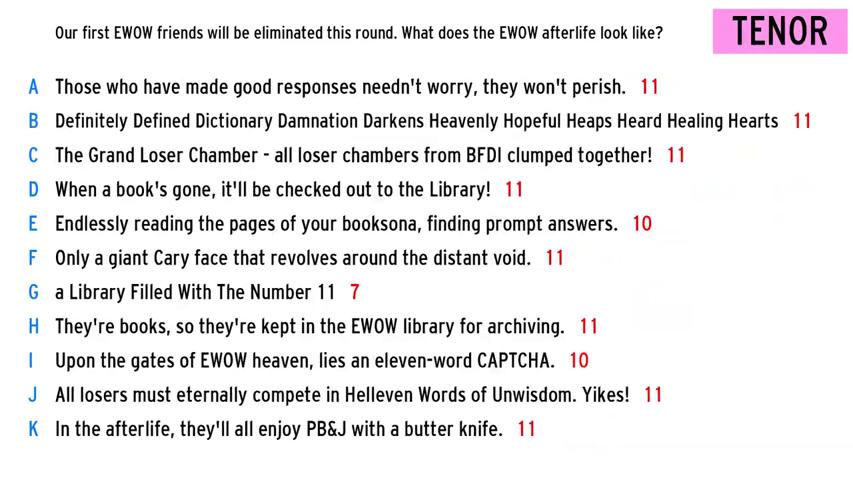 Our first EWOW friends will be eliminated this round. What does the EWOW afterlife look like?
TENOR
A Those who have made good responses needn't worry, they won't perish. 11
B Definitely Defined Dictionary Damnation Darkens Heavenly Hopeful Heaps Heard Healing Hearts 11
C The Grand Loser Chamber - all loser chambers from BFDI clumped together! 11
D When a book's gone, it'll be checked out to the Library! 11
E Endlessly reading the pages of your booksona, finding prompt answers. 10
F Only a giant Cary face that revolves around the distant void. 11
G a Library Filled With The Number 11 7
H They're books, so they're kept in the EWOW library for archiving. 11
I Upon the gates of EWOW heaven, lies an eleven-word CAPTCHA. 10
J All losers must eternally compete in Helleven Words of Unwisdom. Yikes! 11
K In the afterlife, they'll all enjoy PB&J with a butter knife. 11